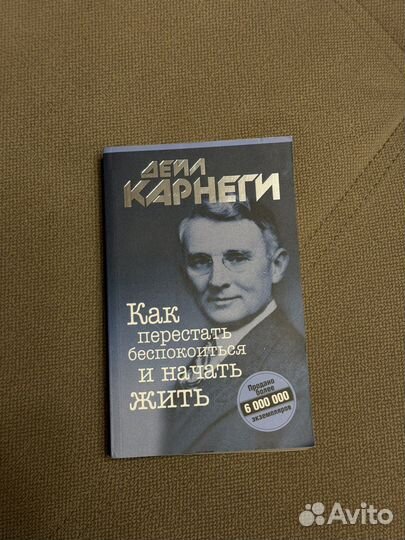 ДЕЙЛ
КАРНЕГИ
Как
перестать
беспокоиться
и начать
жить
Продано
более
6 000 000
экземпляров
Avito